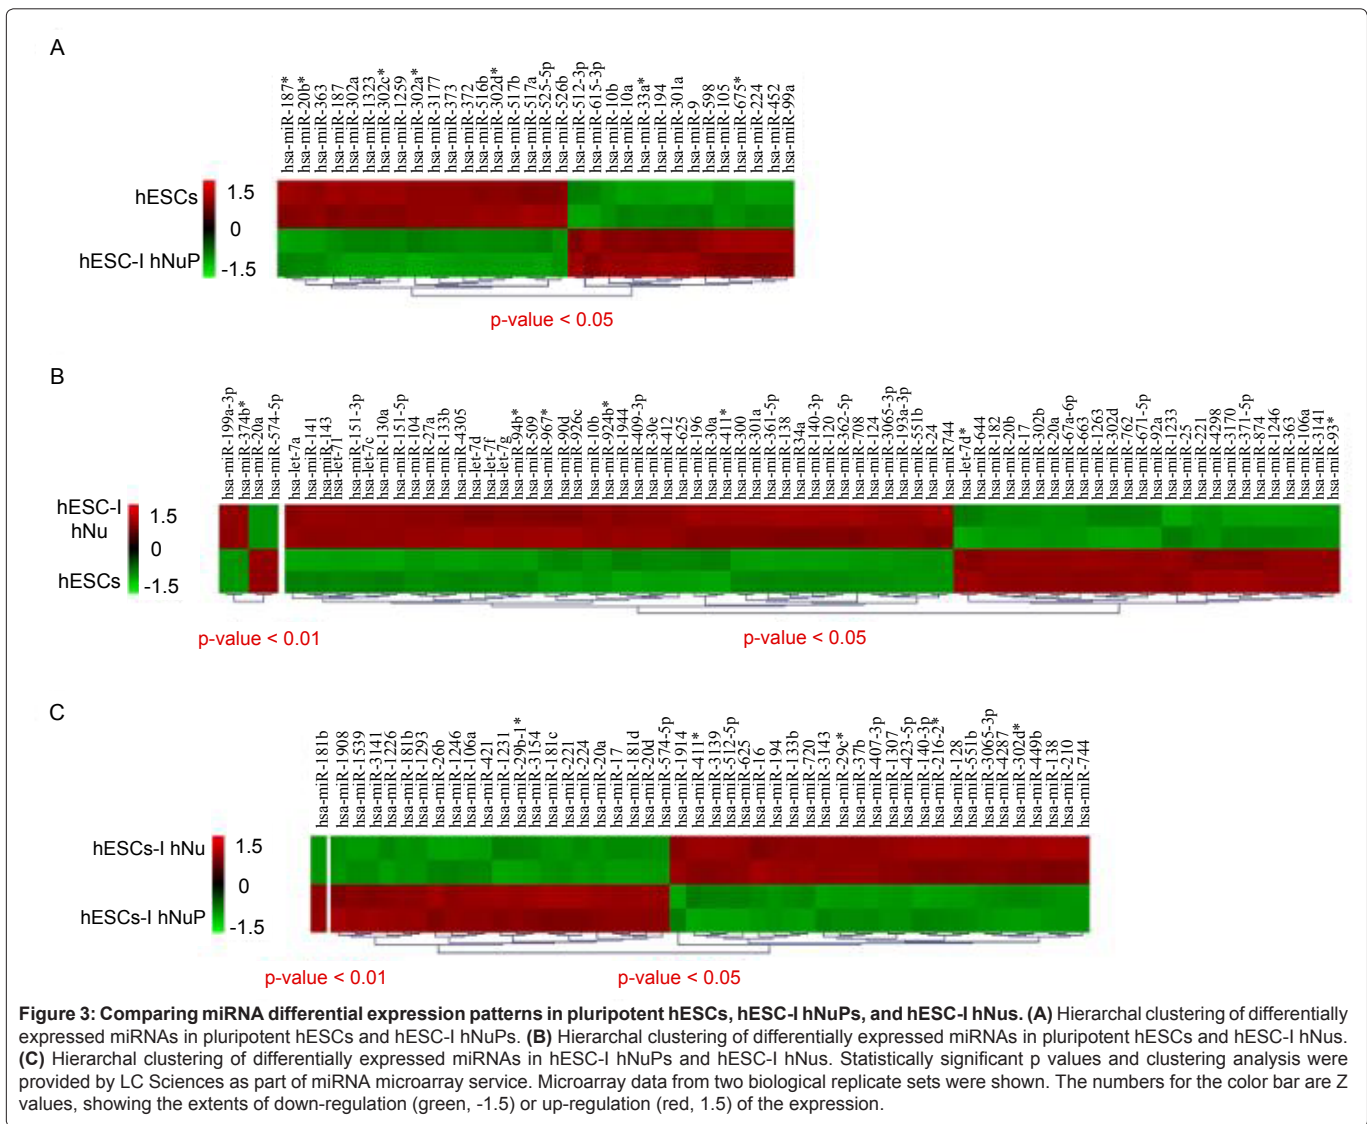 A
hsa-miR-187*
hsa-miR-20b*
hsa-miR-363
hsa-miR-187
hsa-miR-302a
hsa-miR-1323
hsa-miR-302c*
hsa-miR-1259
hsa-miR-302a*
hsa-miR-3177
hsa-miR-373
hsa-miR-372
hsa-miR-516b
hsa-miR-302d*
hsa-miR-517b
hsa-miR-517a
hsa-miR-525-5p
hsa-miR-526b
hsa-miR-512-3p
hsa-miR-615-3p
hsa-miR-10b
hsa-miR-10a
hsa-miR-33a*
hsa-miR-194
hsa-miR-301a
hsa-miR-9
hsa-miR-598
hsa-miR-105
hsa-miR-675*
hsa-miR-224
hsa-miR-452
hsa-miR-99a
hESCs
hESC-I hNuP
1.5
0
-1.5
p-value < 0.05
B
hsa-miR-199a-3p
hsa-miR-374b*
hsa-miR-20a
hsa-miR-574-5p
hsa-let-7a
hsa-miR-141
hsa-miR-143
hsa-let-71
hsa-miR-151-3p
hsa-let-7c
hsa-miR-130a
hsa-miR-151-5p
hsa-miR-104
hsa-miR-27a
hsa-miR-133b
hsa-miR-4305
hsa-let-7d
hsa-let-7f
hsa-let-7g
hsa-miR-94b*
hsa-miR-509
hsa-miR-967*
hsa-miR-90d
hsa-miR-926c
hsa-miR-10b
hsa-miR-924b*
hsa-miR-1944
hsa-miR-409-3p
hsa-miR-30e
hsa-miR-412
hsa-miR-625
hsa-miR-196
hsa-miR-30a
hsa-miR-411*
hsa-miR-300
hsa-miR-301a
hsa-miR-361-5p
hsa-miR-138
hsa-miR-34a
hsa-miR-140-3p
hsa-miR-120
hsa-miR-362-5p
hsa-miR-708
hsa-miR-124
hsa-miR-3065-3p
hsa-miR-193a-3p
hsa-miR-551b
hsa-miR-24
hsa-miR744
hsa-let-7d*
hsa-miR-644
hsa-miR-182
hsa-miR-20b
hsa-miR-17
hsa-miR-302b
hsa-miR-20a
hsa-miR-67a-6p
hsa-miR-663
hsa-miR-1263
hsa-miR-302d
hsa-miR-762
hsa-miR-671-5p
hsa-miR-92a
hsa-miR-1233
hsa-miR-25
hsa-miR-221
hsa-miR-4298
hsa-miR-3170
hsa-miR-371-5p
hsa-miR-874
hsa-miR-1246
hsa-miR-363
hsa-miR-106a
hsa-miR-3141
hsa-miR-93*
hESC-I
hNu
hESCs
1.5
0
-1.5
p-value < 0.01
p-value < 0.05
C
hsa-miR-181b
hsa-miR-1908
hsa-miR-1539
hsa-miR-3141
hsa-miR-1226
hsa-miR-181b
hsa-miR-1293
hsa-miR-26b
hsa-miR-1246
hsa-miR-106a
hsa-miR-421
hsa-miR-1231
hsa-miR-29b-1*
hsa-miR-3154
hsa-miR-181c
hsa-miR-221
hsa-miR-224
hsa-miR-20a
hsa-miR-17
hsa-miR-181d
hsa-miR-20d
hsa-miR-574-5p
hsa-miR-1914
hsa-miR-411*
hsa-miR-3139
hsa-miR-512-5p
hsa-miR-625
hsa-miR-16
hsa-miR-194
hsa-miR-133b
hsa-miR-720
hsa-miR-3143
hsa-miR-29c*
hsa-miR-37b
hsa-miR-407-3p
hsa-miR-1307
hsa-miR-423-5p
hsa-miR-140-3p
hsa-miR-216-2*
hsa-miR-128
hsa-miR-551b
hsa-miR-3065-3p
hsa-miR-4287
hsa-miR-302d*
hsa-miR-449b
hsa-miR-138
hsa-miR-210
hsa-miR-744
hESCs-I hNu
hESCs-I hNuP
1.5
0
-1.5
p-value < 0.01
p-value < 0.05
Figure 3: Comparing miRNA differential expression patterns in pluripotent hESCs, hESC-I hNuPs, and hESC-I hNus. (A) Hierarchal clustering of differentially
expressed miRNAs in pluripotent hESCs and hESC-I hNuPs. (B) Hierarchal clustering of differentially expressed miRNAs in pluripotent hESCs and hESC-I hNus.
(C) Hierarchal clustering of differentially expressed miRNAs in hESC-I hNuPs and hESC-I hNus. Statistically significant p values and clustering analysis were
provided by LC Sciences as part of miRNA microarray service. Microarray data from two biological replicate sets were shown. The numbers for the color bar are Z
values, showing the extents of down-regulation (green, -1.5) or up-regulation (red, 1.5) of the expression.